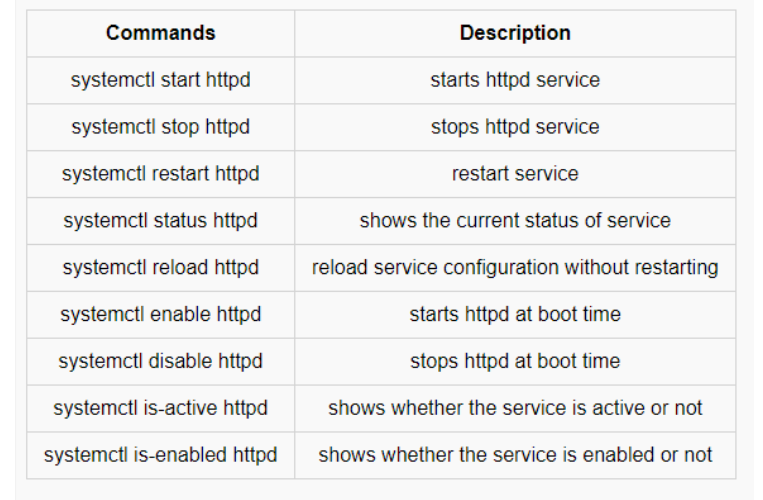 Commands Description
systemctl start httpd starts httpd service
systemctl stop httpd stops httpd service
systemctl restart httpd restart service
systemctl status httpd shows the current status of service
systemctl reload httpd reload service configuration without restarting
systemctl enable httpd starts httpd at boot time
systemctl disable httpd stops httpd at boot time
systemctl is-active httpd shows whether the service is active or not
systemctl is-enabled httpd shows whether the service is enabled or not